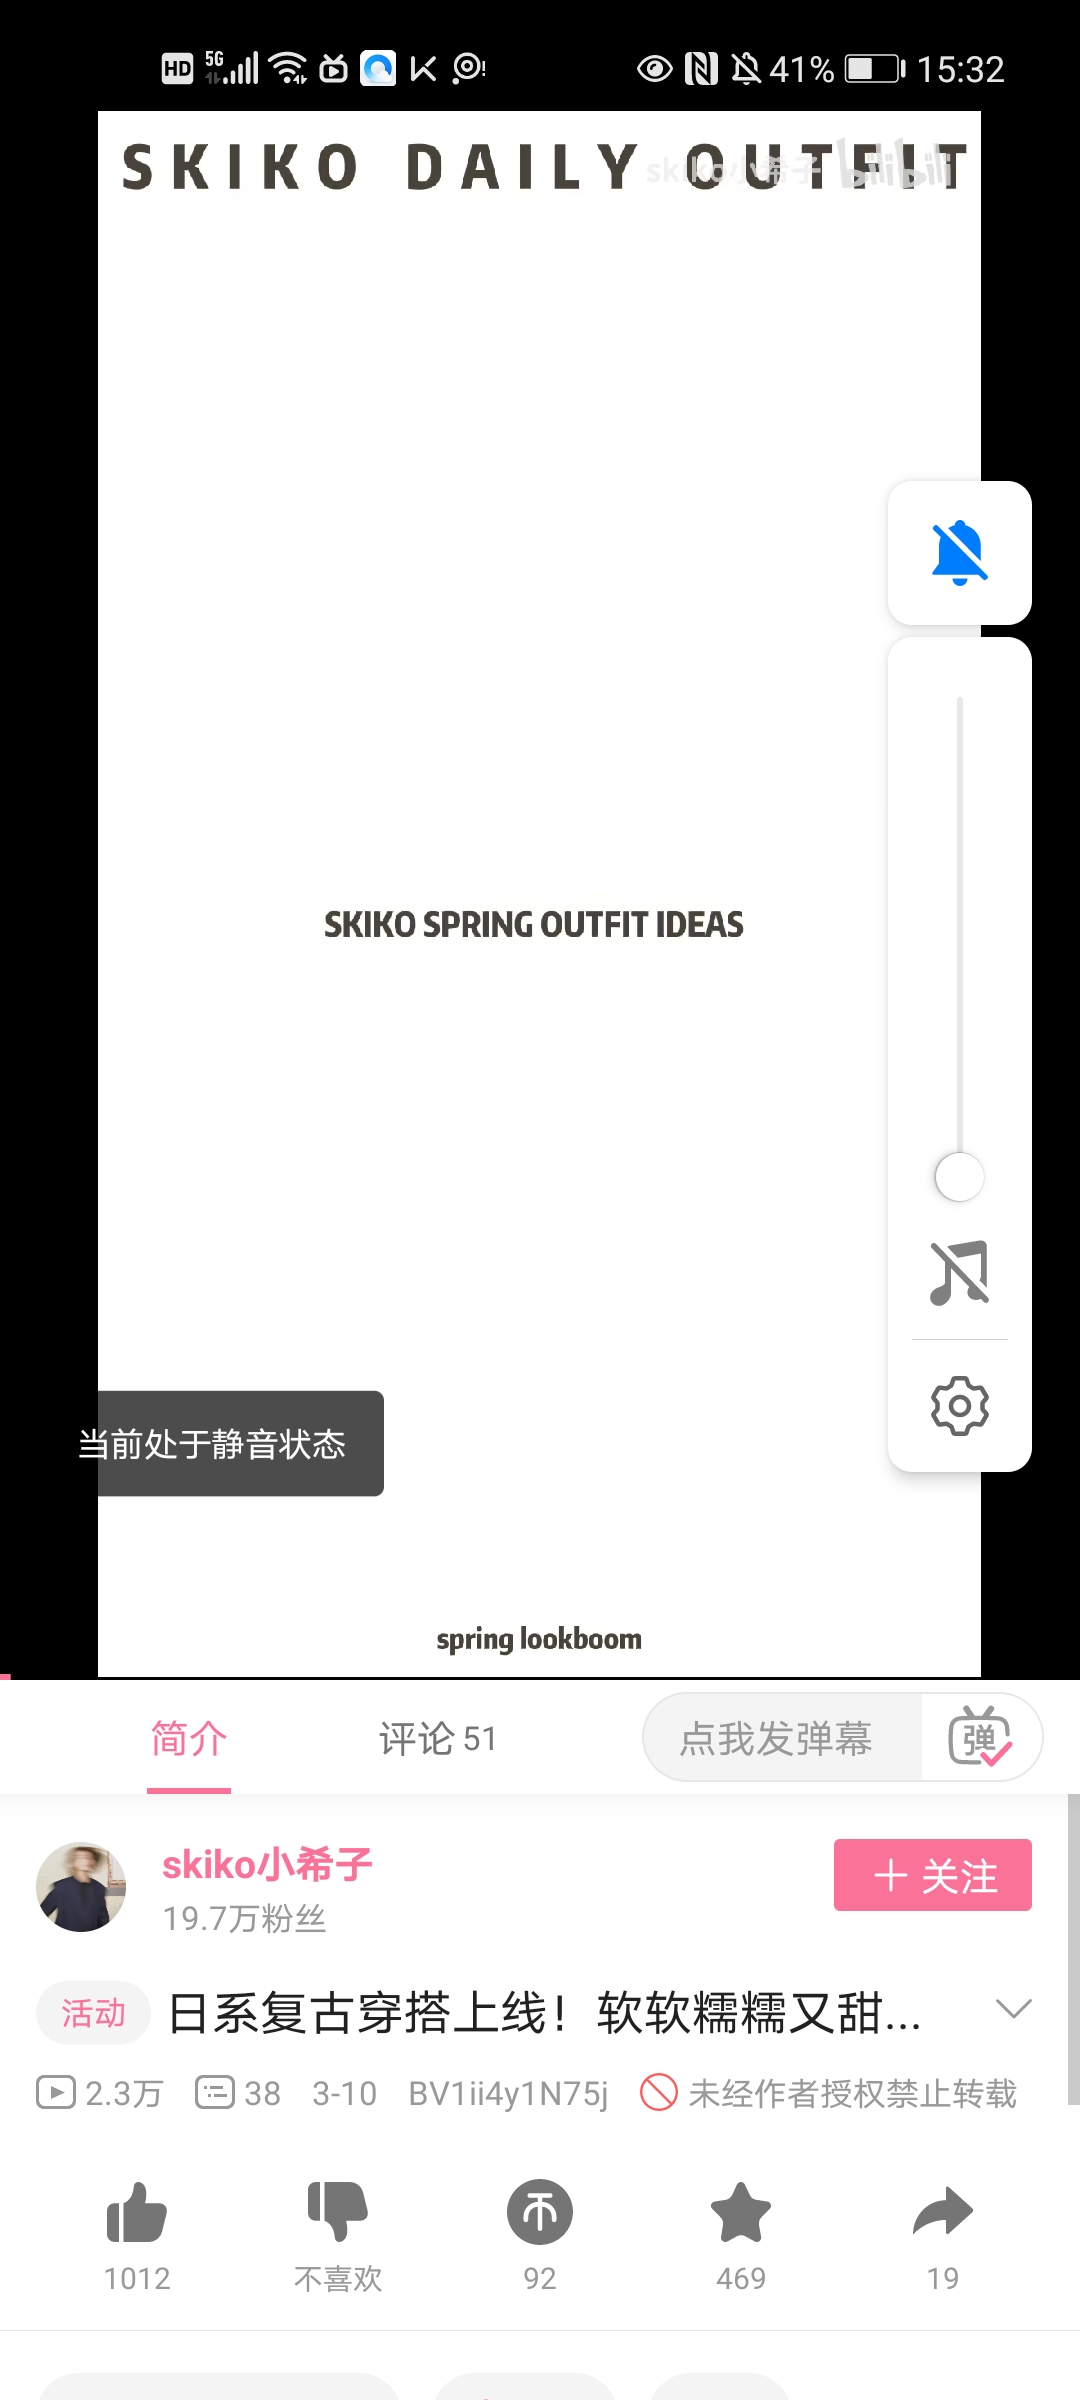 HD 5G 41% 15:32
SKIKO DAILY OUTFIT
skiko小希子 bilibili
SKIKO SPRING OUTFIT IDEAS
当前处于静音状态
spring lookboom
简介 评论 51 点我发弹幕 弹
skiko小希子
19.7万粉丝
+ 关注
活动 日系复古穿搭上线！软软糯糯又甜...
2.3万 38 3-10 BV1ii4y1N75j 未经作者授权禁止转载
1012 不喜欢 92 469 19